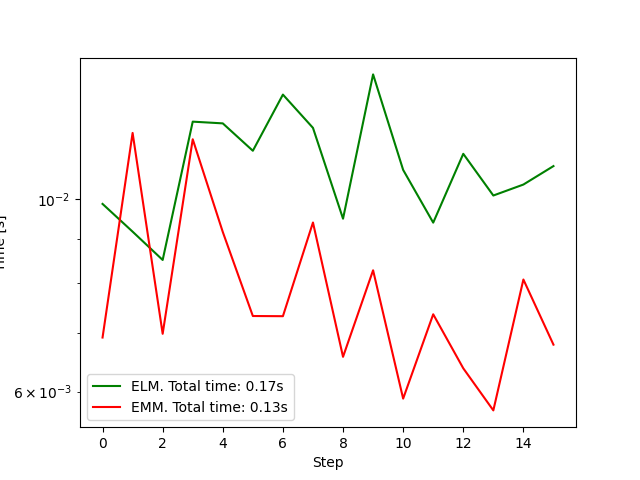 10⁻²
6 × 10⁻³
Time [s]
ELM. Total time: 0.17s
EMM. Total time: 0.13s
0 2 4 6 8 10 12 14
Step